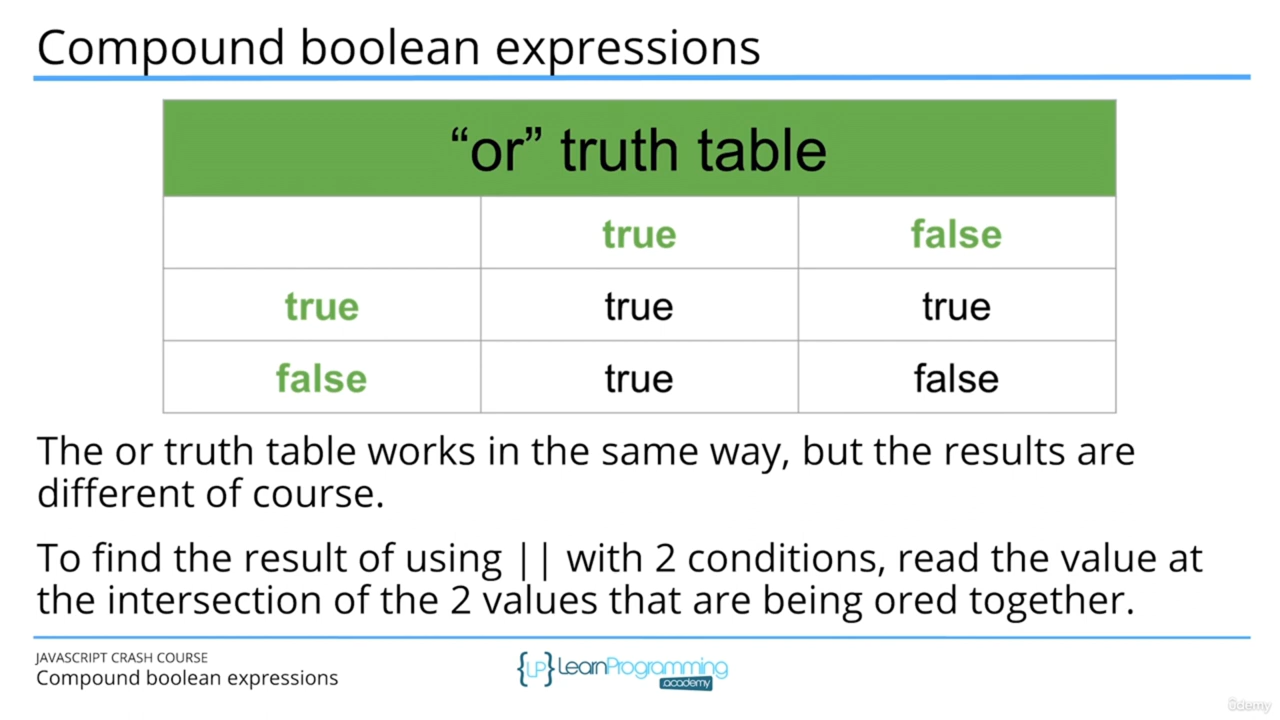 Compound boolean expressions
“or” truth table
true false
true true true
false true false
The or truth table works in the same way, but the results are
different of course.
To find the result of using || with 2 conditions, read the value at
the intersection of the 2 values that are being ored together.
JAVASCRIPT CRASH COURSE
Compound boolean expressions
{LP} LearnProgramming
.academy
ûdemy